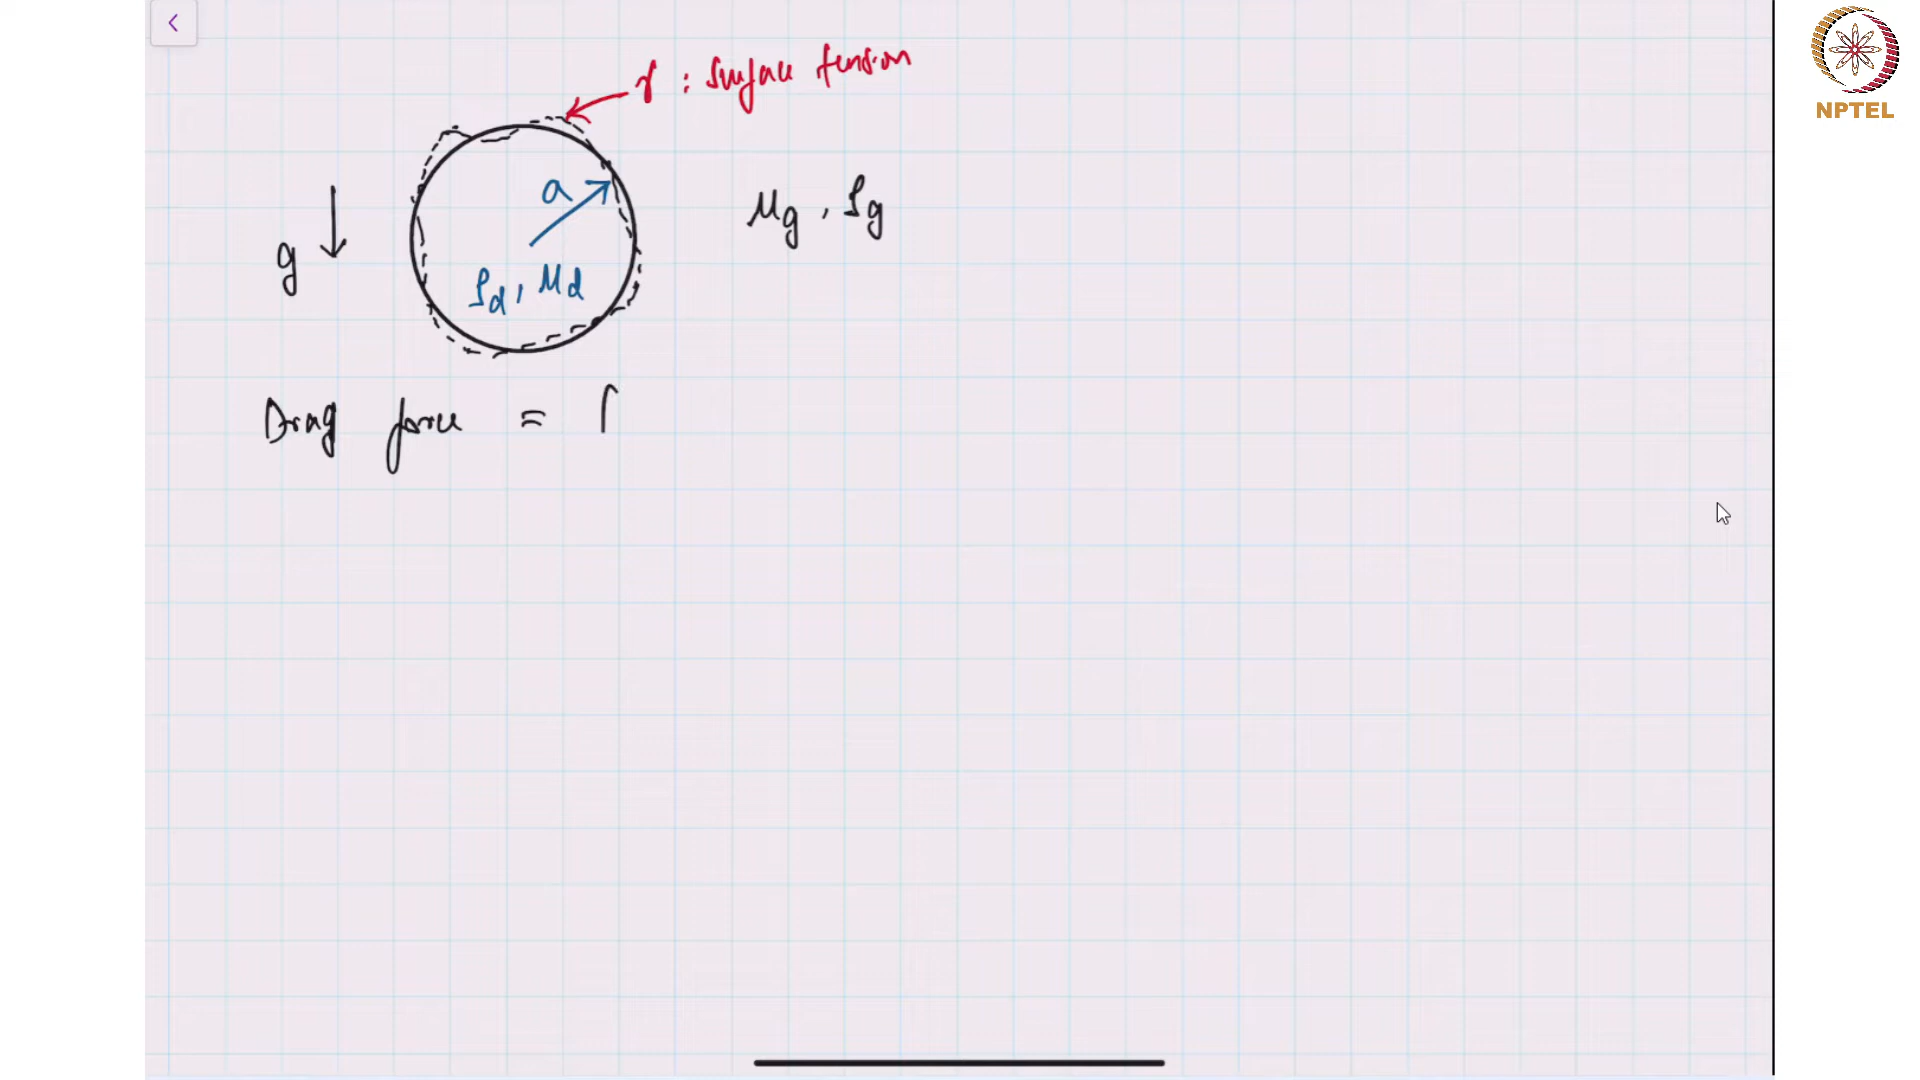 γ : Surface tension
NPTEL
a
μg , ρg
g
ρd, μd
Drag force =